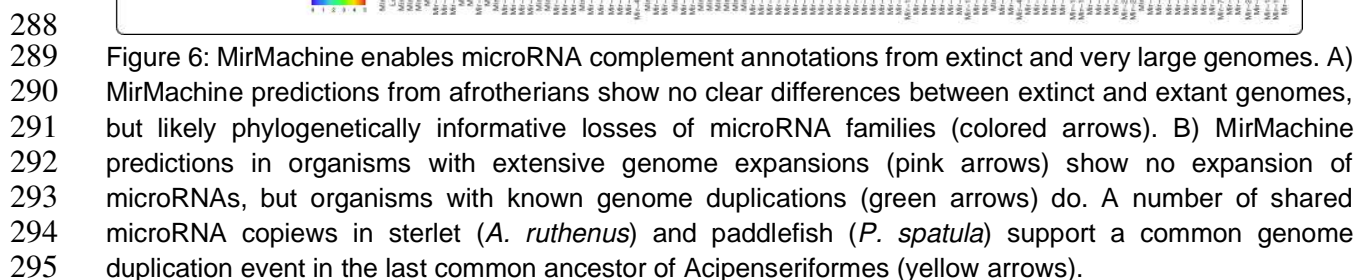 288
289 Figure 6: MirMachine enables microRNA complement annotations from extinct and very large genomes. A)
290 MirMachine predictions from afrotherians show no clear differences between extinct and extant genomes,
291 but likely phylogenetically informative losses of microRNA families (colored arrows). B) MirMachine
292 predictions in organisms with extensive genome expansions (pink arrows) show no expansion of
293 microRNAs, but organisms with known genome duplications (green arrows) do. A number of shared
294 microRNA copiews in sterlet (A. ruthenus) and paddlefish (P. spatula) support a common genome
295 duplication event in the last common ancestor of Acipenseriformes (yellow arrows).